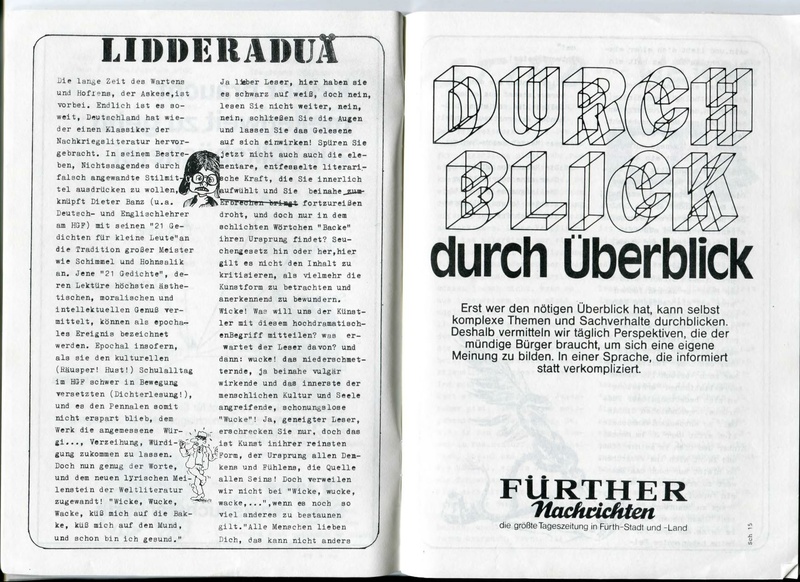 LIDDERADUÄ
Die lange Zeit des Wartens
und Hoffens, der Askese,ist
vorbei. Endlich ist es so-
weit, Deutschland hat wie-
der einen Klassiker der
Nachkriegsliteratur hervor-
gebracht. In seinem Bestre-
ben, Nichtssagendes durch
falsch angewandte Stilmit-
tel ausdrücken zu wollen,
knüpft Dieter Banz (u.a.
Deutsch- und Englischlehrer
am HGF) mit seinen "21 Ge-
dichten für kleine Leute"an
die Tradition großer Meister
wie Schimmel und Hohnsalik
an. Jene "21 Gedichte", de-
ren Lektüre höchsten ästhe-
tischen, moralischen und
intellektuellen Genuß ver-
mittelt, können als epocha-
les Ereignis bezeichnet
werden. Epochal insofern,
als sie den kulturellen
(Häusper! Hust!) Schulalltag
im HGF schwer in Bewegung
versetzten (Dichterlesung!),
und es den Pennalen somit
nicht erspart blieb, dem
Werk die angemessene Wür-
gi..., Verzeihung, Würdi-
gung zukommen zu lassen.
Doch nun genug der Worte,
und dem neuen lyrischen Mei-
lenstein der Weltliteratur
zugewandt! "Wicke, Wucke,
Wacke, küß mich auf die Bak-
ke, küß mich auf den Mund,
und schon bin ich gesund."
Ja lieber Leser, hier haben sie
es schwarz auf weiß, doch nein,
lesen Sie nicht weiter, nein,
nein, schließen Sie die Augen
und lassen Sie das Gelesene
auf sich einwirken! Spüren Sie
jetzt nicht auch auch die ele-
mentare, entfesselte literari-
sche Kraft, die Sie innerlich
aufwühlt und Sie beinahe zum
Erbrechen bringt fortzureißen
droht, und doch nur in dem
schlichten Wörtchen "Backe"
ihren Ursprung findet? Seu-
chengesetz hin oder her,hier
gilt es nicht den Inhalt zu
kritisieren, als vielmehr die
Kunstform zu betrachten und
anerkennend zu bewundern.
Wicke! Was will uns der Künst-
ler mit diesem hochdramatisch-
enBegriff mitteilen? was er-
wartet der Leser davon? und
dann: wucke! das niederschmet-
ternde, ja beinahe vulgär
wirkende und das innerste der
menschlichen Kultur und Seele
angreifende, schonungslose
"Wucke"! Ja, geneigter Leser,
erschrecken Sie nur, doch das
ist Kunst inihrer reinsten
Form, der Ursprung allen Den-
kens und Fühlens, die Quelle
allen Seins! Doch verweilen
wir nicht bei "Wicke, wucke,
wacke,...",wenn es noch so
viel anderes zu bestaunen
gilt."Alle Menschen lieben
Dich, das kann nicht anders
DURCH
BLICK
durch Überblick
Erst wer den nötigen Überblick hat, kann selbst
komplexe Themen und Sachverhalte durchblicken.
Deshalb vermitteln wir täglich Perspektiven, die der
mündige Bürger braucht, um sich eine eigene
Meinung zu bilden. In einer Sprache, die informiert
statt verkompliziert.
FÜRTHER
Nachrichten
die größte Tageszeitung in Fürth-Stadt und -Land
Sch 15